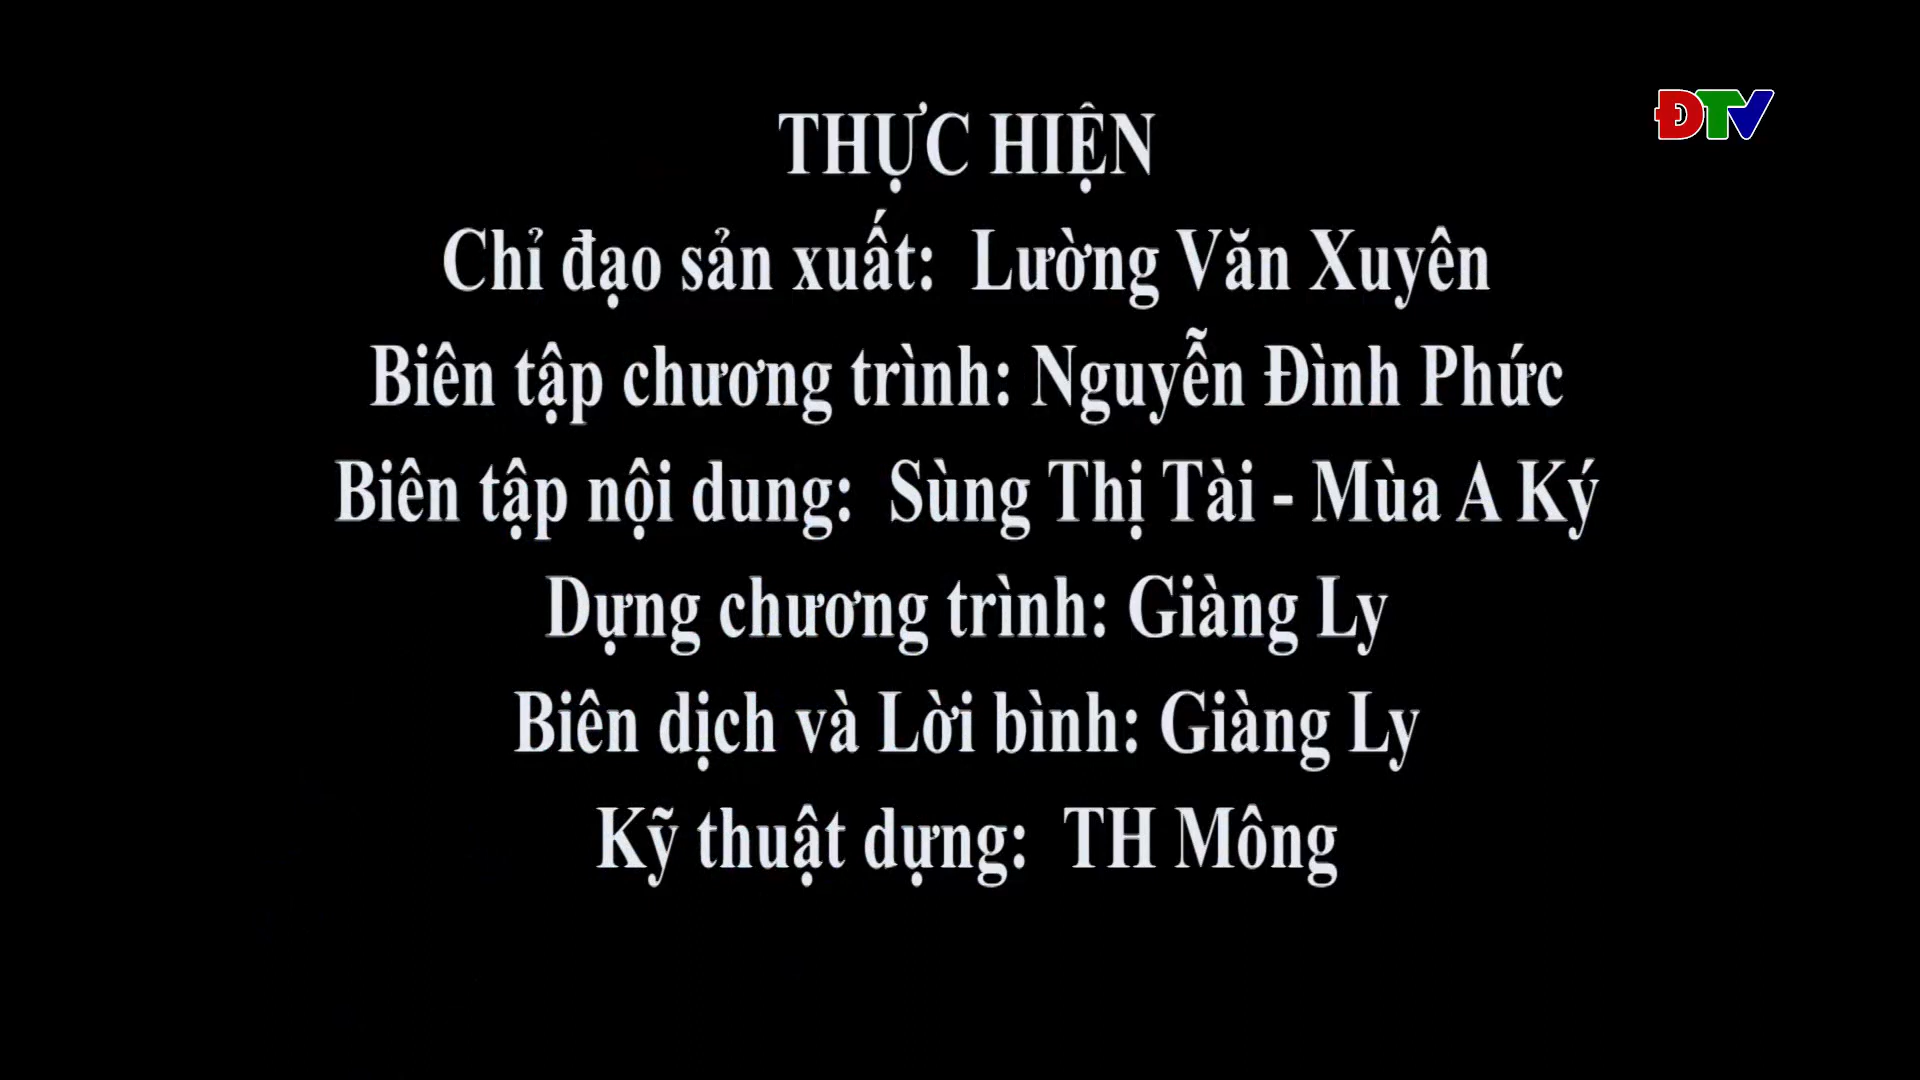 ĐTV
THỰC HIỆN
Chỉ đạo sản xuất: Lường Văn Xuyên
Biên tập chương trình: Nguyễn Đình Phức
Biên tập nội dung: Sùng Thị Tài - Mùa A Ký
Dựng chương trình: Giàng Ly
Biên dịch và Lời bình: Giàng Ly
Kỹ thuật dựng: TH Mông